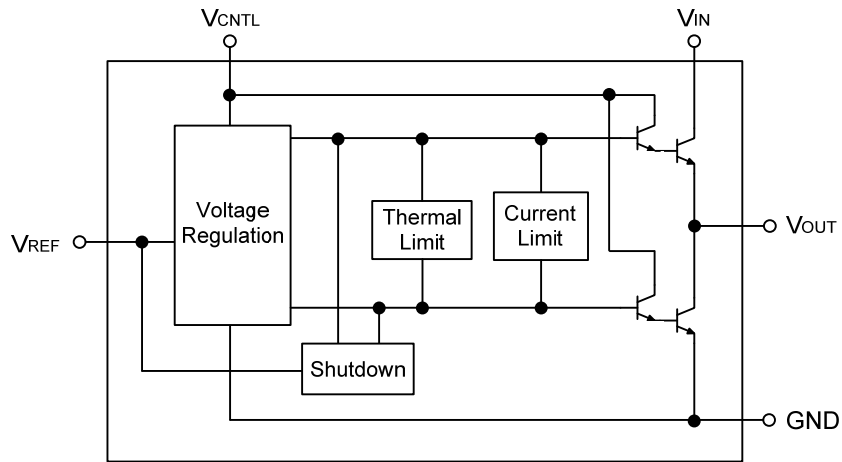 VCNTL
VIN
Voltage
Regulation
Thermal
Limit
Current
Limit
VREF
VOUT
Shutdown
GND